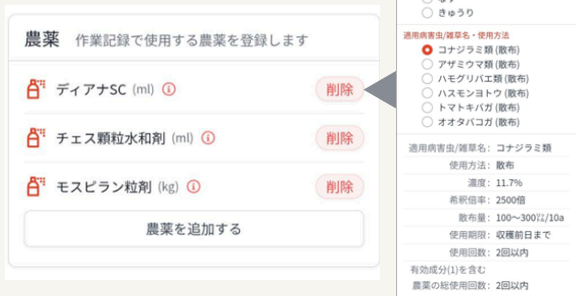 農薬 作業記録で使用する農薬を登録します
ディアナSC (ml) 削除
チェス顆粒水和剤 (ml) 削除
モスピラン粒剤 (kg) 削除
農薬を追加する
きゅうり
適用病害虫/雑草名・使用方法
コナジラミ類 (散布)
アザミウマ類 (散布)
ハモグリバエ類 (散布)
ハスモンヨトウ (散布)
トマトキバガ (散布)
オオタバコガ (散布)
適用病害虫/雑草名: コナジラミ類
使用方法: 散布
濃度: 11.7%
希釈倍率: 2500倍
散布量: 100～300㍑/10a
使用期限: 収穫前日まで
使用回数: 2回以内
有効成分(1)を含む
農薬の総使用回数: 2回以内